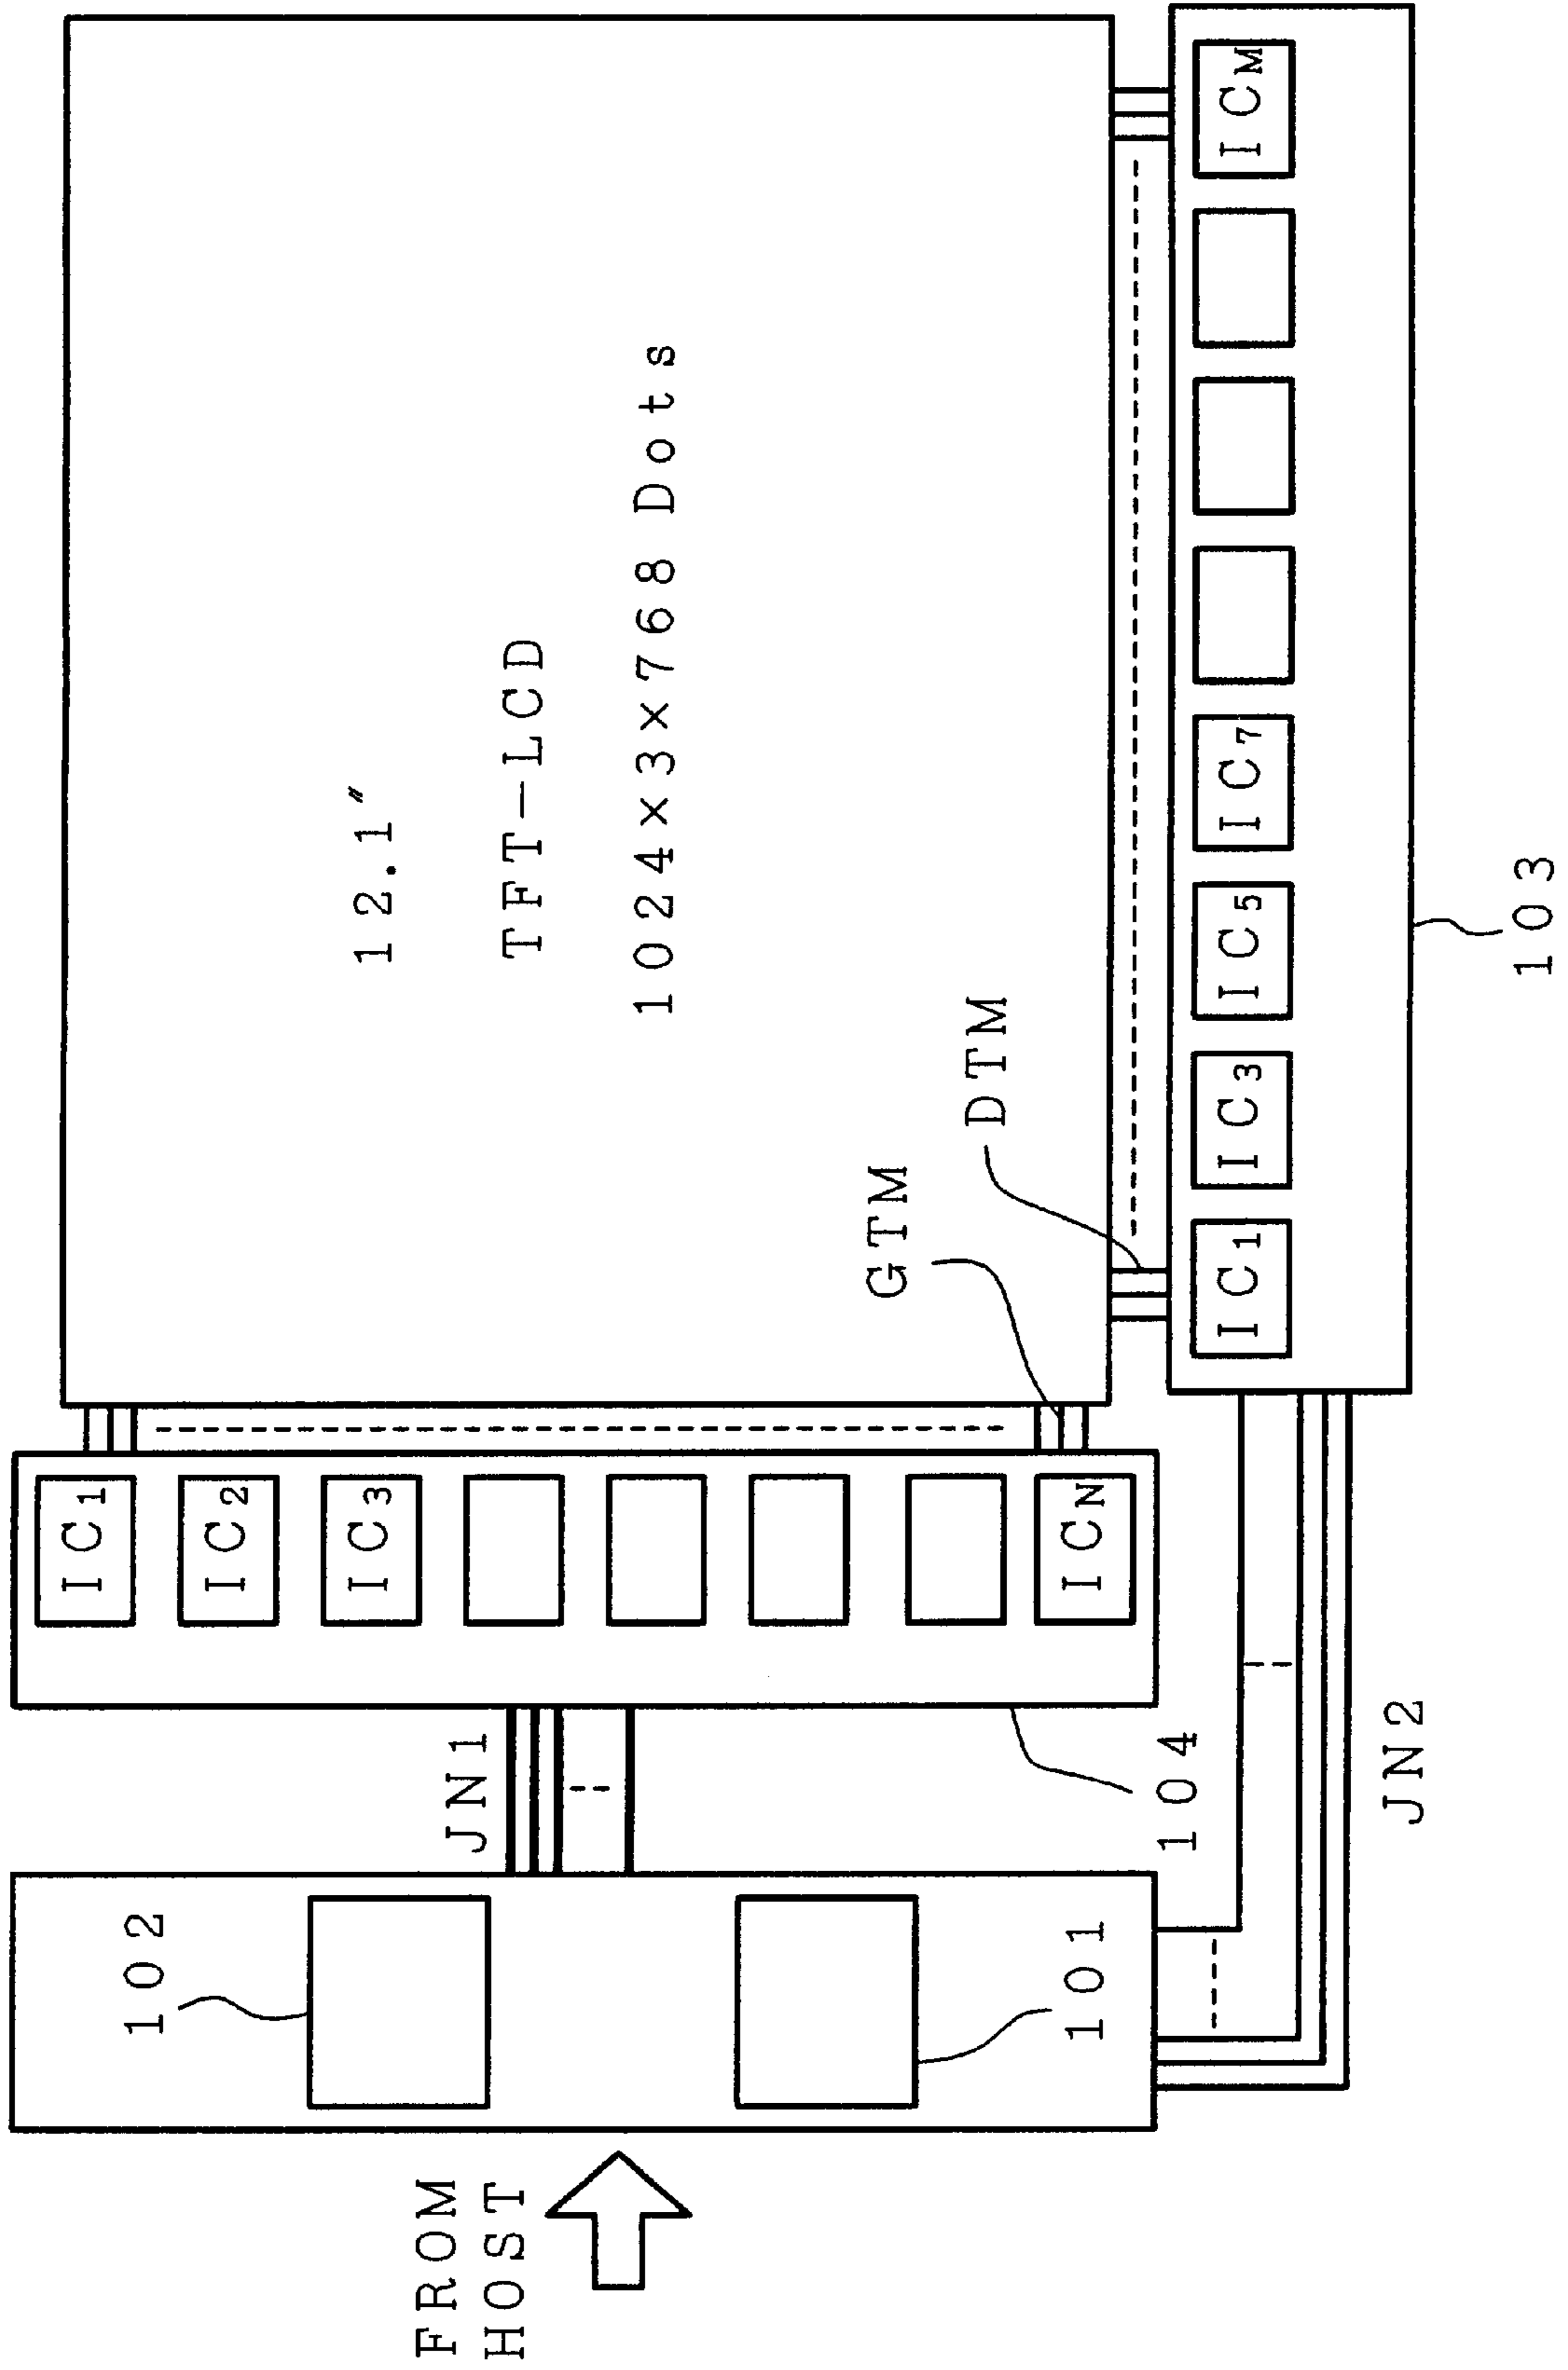 12.1″
TFT-LCD
1024×3×768 Dots
FROM
HOST
102
101
JN1
104
IC1
IC2
IC3
ICN
GTM
DTM
IC1
IC3
IC5
IC7
ICM
JN2
103